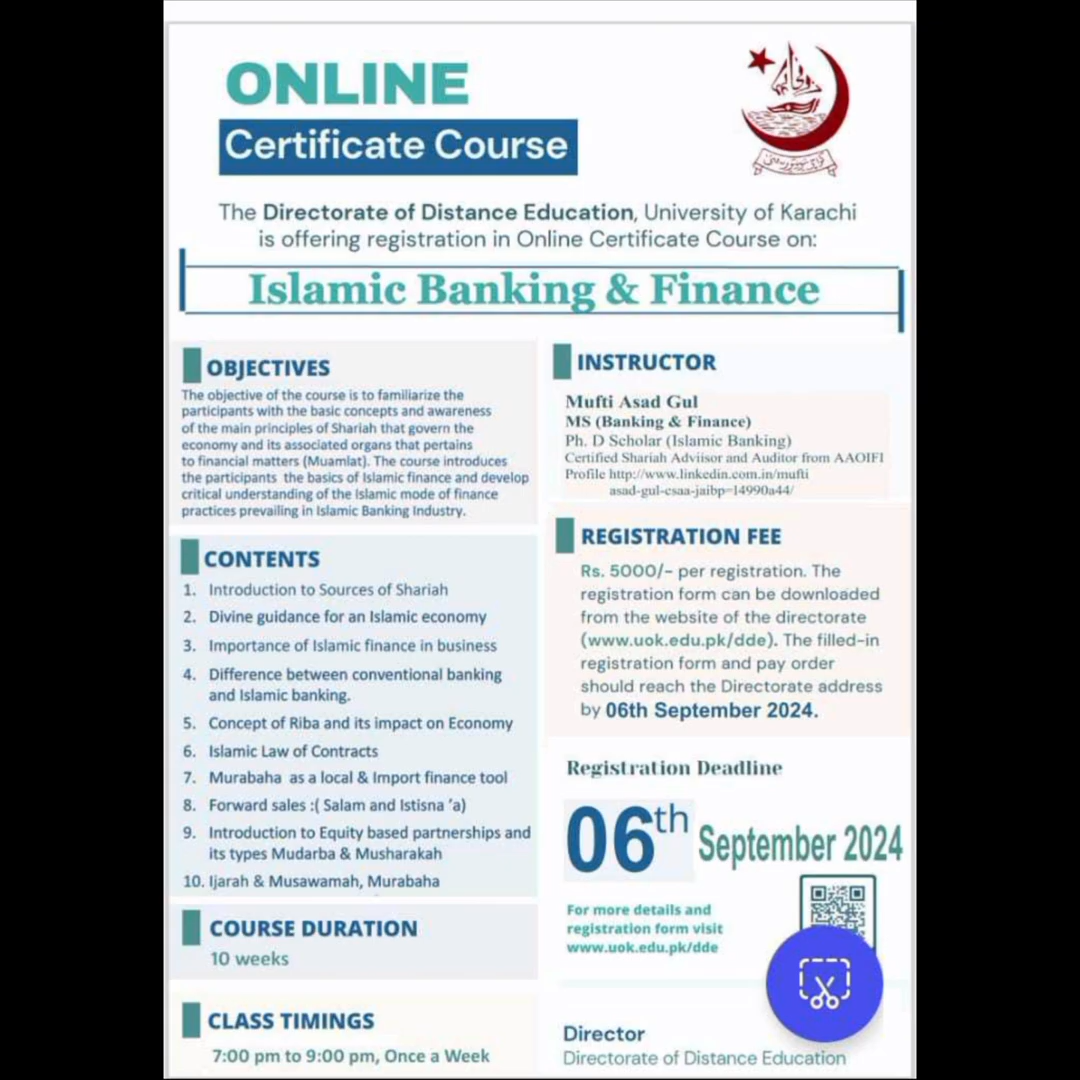 ONLINE
Certificate Course
The Directorate of Distance Education, University of Karachi
is offering registration in Online Certificate Course on:
Islamic Banking & Finance
OBJECTIVES
The objective of the course is to familiarize the
participants with the basic concepts and awareness
of the main principles of Shariah that govern the
economy and its associated organs that pertains
to financial matters (Muamlat). The course introduces
the participants the basics of Islamic finance and develop
critical understanding of the Islamic mode of finance
practices prevailing in Islamic Banking Industry.
CONTENTS
1. Introduction to Sources of Shariah
2. Divine guidance for an Islamic economy
3. Importance of Islamic finance in business
4. Difference between conventional banking
and Islamic banking.
5. Concept of Riba and its impact on Economy
6. Islamic Law of Contracts
7. Murabaha as a local & Import finance tool
8. Forward sales :( Salam and Istisna ‘a)
9. Introduction to Equity based partnerships and
its types Mudarba & Musharakah
10. Ijarah & Musawamah, Murabaha
COURSE DURATION
10 weeks
CLASS TIMINGS
7:00 pm to 9:00 pm, Once a Week
INSTRUCTOR
Mufti Asad Gul
MS (Banking & Finance)
Ph. D Scholar (Islamic Banking)
Certified Shariah Adviisor and Auditor from AAOIFI
Profile http://www.linkedin.com.in/mufti
asad-gul-csaa-jaibp=14990a44/
REGISTRATION FEE
Rs. 5000/- per registration. The
registration form can be downloaded
from the website of the directorate
(www.uok.edu.pk/dde). The filled-in
registration form and pay order
should reach the Directorate address
by 06th September 2024.
Registration Deadline
06th September 2024
For more details and
registration form visit
www.uok.edu.pk/dde
Director
Directorate of Distance Education